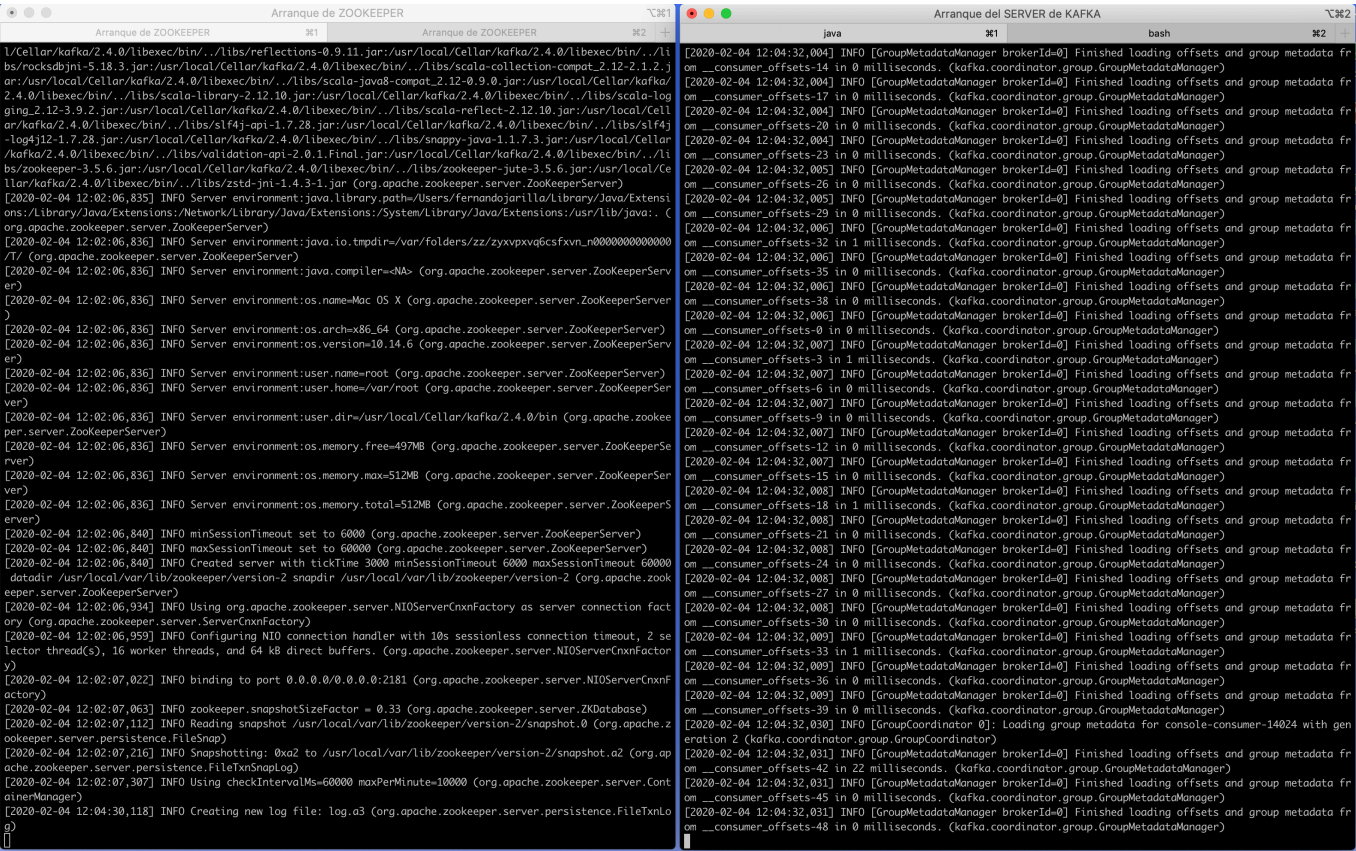 Arranque de ZOOKEEPER
⌥⌘1
Arranque de ZOOKEEPER ⌘1
Arranque de ZOOKEEPER ⌘2 +
l/Cellar/kafka/2.4.0/libexec/bin/../libs/reflections-0.9.11.jar:/usr/local/Cellar/kafka/2.4.0/libexec/bin/../li
bs/rocksdbjni-5.18.3.jar:/usr/local/Cellar/kafka/2.4.0/libexec/bin/../libs/scala-collection-compat_2.12-2.1.2.j
ar:/usr/local/Cellar/kafka/2.4.0/libexec/bin/../libs/scala-java8-compat_2.12-0.9.0.jar:/usr/local/Cellar/kafka/
2.4.0/libexec/bin/../libs/scala-library-2.12.10.jar:/usr/local/Cellar/kafka/2.4.0/libexec/bin/../libs/scala-log
ging_2.12-3.9.2.jar:/usr/local/Cellar/kafka/2.4.0/libexec/bin/../libs/scala-reflect-2.12.10.jar:/usr/local/Cell
ar/kafka/2.4.0/libexec/bin/../libs/slf4j-api-1.7.28.jar:/usr/local/Cellar/kafka/2.4.0/libexec/bin/../libs/slf4j
-log4j12-1.7.28.jar:/usr/local/Cellar/kafka/2.4.0/libexec/bin/../libs/snappy-java-1.1.7.3.jar:/usr/local/Cellar
/kafka/2.4.0/libexec/bin/../libs/validation-api-2.0.1.Final.jar:/usr/local/Cellar/kafka/2.4.0/libexec/bin/../li
bs/zookeeper-3.5.6.jar:/usr/local/Cellar/kafka/2.4.0/libexec/bin/../libs/zookeeper-jute-3.5.6.jar:/usr/local/Ce
llar/kafka/2.4.0/libexec/bin/../libs/zstd-jni-1.4.3-1.jar (org.apache.zookeeper.server.ZooKeeperServer)
[2020-02-04 12:02:06,835] INFO Server environment:java.library.path=/Users/fernandojarilla/Library/Java/Extensi
ons:/Library/Java/Extensions:/Network/Library/Java/Extensions:/System/Library/Java/Extensions:/usr/lib/java:. (
org.apache.zookeeper.server.ZooKeeperServer)
[2020-02-04 12:02:06,836] INFO Server environment:java.io.tmpdir=/var/folders/zz/zyxvpxvq6csfxvn_n0000000000000
/T/ (org.apache.zookeeper.server.ZooKeeperServer)
[2020-02-04 12:02:06,836] INFO Server environment:java.compiler=<NA> (org.apache.zookeeper.server.ZooKeeperServ
er)
[2020-02-04 12:02:06,836] INFO Server environment:os.name=Mac OS X (org.apache.zookeeper.server.ZooKeeperServer
)
[2020-02-04 12:02:06,836] INFO Server environment:os.arch=x86_64 (org.apache.zookeeper.server.ZooKeeperServer)
[2020-02-04 12:02:06,836] INFO Server environment:os.version=10.14.6 (org.apache.zookeeper.server.ZooKeeperServ
er)
[2020-02-04 12:02:06,836] INFO Server environment:user.name=root (org.apache.zookeeper.server.ZooKeeperServer)
[2020-02-04 12:02:06,836] INFO Server environment:user.home=/var/root (org.apache.zookeeper.server.ZooKeeperSer
ver)
[2020-02-04 12:02:06,836] INFO Server environment:user.dir=/usr/local/Cellar/kafka/2.4.0/bin (org.apache.zookee
per.server.ZooKeeperServer)
[2020-02-04 12:02:06,836] INFO Server environment:os.memory.free=497MB (org.apache.zookeeper.server.ZooKeeperSe
rver)
[2020-02-04 12:02:06,836] INFO Server environment:os.memory.max=512MB (org.apache.zookeeper.server.ZooKeeperSer
ver)
[2020-02-04 12:02:06,836] INFO Server environment:os.memory.total=512MB (org.apache.zookeeper.server.ZooKeeperS
erver)
[2020-02-04 12:02:06,840] INFO minSessionTimeout set to 6000 (org.apache.zookeeper.server.ZooKeeperServer)
[2020-02-04 12:02:06,840] INFO maxSessionTimeout set to 60000 (org.apache.zookeeper.server.ZooKeeperServer)
[2020-02-04 12:02:06,840] INFO Created server with tickTime 3000 minSessionTimeout 6000 maxSessionTimeout 60000
 datadir /usr/local/var/lib/zookeeper/version-2 snapdir /usr/local/var/lib/zookeeper/version-2 (org.apache.zook
eeper.server.ZooKeeperServer)
[2020-02-04 12:02:06,934] INFO Using org.apache.zookeeper.server.NIOServerCnxnFactory as server connection fact
ory (org.apache.zookeeper.server.ServerCnxnFactory)
[2020-02-04 12:02:06,959] INFO Configuring NIO connection handler with 10s sessionless connection timeout, 2 se
lector thread(s), 16 worker threads, and 64 kB direct buffers. (org.apache.zookeeper.server.NIOServerCnxnFactor
y)
[2020-02-04 12:02:07,022] INFO binding to port 0.0.0.0/0.0.0.0:2181 (org.apache.zookeeper.server.NIOServerCnxnF
actory)
[2020-02-04 12:02:07,063] INFO zookeeper.snapshotSizeFactor = 0.33 (org.apache.zookeeper.server.ZKDatabase)
[2020-02-04 12:02:07,112] INFO Reading snapshot /usr/local/var/lib/zookeeper/version-2/snapshot.0 (org.apache.z
ookeeper.server.persistence.FileSnap)
[2020-02-04 12:02:07,216] INFO Snapshotting: 0xa2 to /usr/local/var/lib/zookeeper/version-2/snapshot.a2 (org.ap
ache.zookeeper.server.persistence.FileTxnSnapLog)
[2020-02-04 12:02:07,307] INFO Using checkIntervalMs=60000 maxPerMinute=10000 (org.apache.zookeeper.server.Cont
ainerManager)
[2020-02-04 12:04:30,118] INFO Creating new log file: log.a3 (org.apache.zookeeper.server.persistence.FileTxnLo
g)
Arranque del SERVER de KAFKA
⌥⌘2
java ⌘1
bash ⌘2 +
[2020-02-04 12:04:32,004] INFO [GroupMetadataManager brokerId=0] Finished loading offsets and group metadata fr
om __consumer_offsets-14 in 0 milliseconds. (kafka.coordinator.group.GroupMetadataManager)
[2020-02-04 12:04:32,004] INFO [GroupMetadataManager brokerId=0] Finished loading offsets and group metadata fr
om __consumer_offsets-17 in 0 milliseconds. (kafka.coordinator.group.GroupMetadataManager)
[2020-02-04 12:04:32,004] INFO [GroupMetadataManager brokerId=0] Finished loading offsets and group metadata fr
om __consumer_offsets-20 in 0 milliseconds. (kafka.coordinator.group.GroupMetadataManager)
[2020-02-04 12:04:32,004] INFO [GroupMetadataManager brokerId=0] Finished loading offsets and group metadata fr
om __consumer_offsets-23 in 0 milliseconds. (kafka.coordinator.group.GroupMetadataManager)
[2020-02-04 12:04:32,005] INFO [GroupMetadataManager brokerId=0] Finished loading offsets and group metadata fr
om __consumer_offsets-26 in 0 milliseconds. (kafka.coordinator.group.GroupMetadataManager)
[2020-02-04 12:04:32,005] INFO [GroupMetadataManager brokerId=0] Finished loading offsets and group metadata fr
om __consumer_offsets-29 in 0 milliseconds. (kafka.coordinator.group.GroupMetadataManager)
[2020-02-04 12:04:32,006] INFO [GroupMetadataManager brokerId=0] Finished loading offsets and group metadata fr
om __consumer_offsets-32 in 1 milliseconds. (kafka.coordinator.group.GroupMetadataManager)
[2020-02-04 12:04:32,006] INFO [GroupMetadataManager brokerId=0] Finished loading offsets and group metadata fr
om __consumer_offsets-35 in 0 milliseconds. (kafka.coordinator.group.GroupMetadataManager)
[2020-02-04 12:04:32,006] INFO [GroupMetadataManager brokerId=0] Finished loading offsets and group metadata fr
om __consumer_offsets-38 in 0 milliseconds. (kafka.coordinator.group.GroupMetadataManager)
[2020-02-04 12:04:32,006] INFO [GroupMetadataManager brokerId=0] Finished loading offsets and group metadata fr
om __consumer_offsets-0 in 0 milliseconds. (kafka.coordinator.group.GroupMetadataManager)
[2020-02-04 12:04:32,007] INFO [GroupMetadataManager brokerId=0] Finished loading offsets and group metadata fr
om __consumer_offsets-3 in 1 milliseconds. (kafka.coordinator.group.GroupMetadataManager)
[2020-02-04 12:04:32,007] INFO [GroupMetadataManager brokerId=0] Finished loading offsets and group metadata fr
om __consumer_offsets-6 in 0 milliseconds. (kafka.coordinator.group.GroupMetadataManager)
[2020-02-04 12:04:32,007] INFO [GroupMetadataManager brokerId=0] Finished loading offsets and group metadata fr
om __consumer_offsets-9 in 0 milliseconds. (kafka.coordinator.group.GroupMetadataManager)
[2020-02-04 12:04:32,007] INFO [GroupMetadataManager brokerId=0] Finished loading offsets and group metadata fr
om __consumer_offsets-12 in 0 milliseconds. (kafka.coordinator.group.GroupMetadataManager)
[2020-02-04 12:04:32,007] INFO [GroupMetadataManager brokerId=0] Finished loading offsets and group metadata fr
om __consumer_offsets-15 in 0 milliseconds. (kafka.coordinator.group.GroupMetadataManager)
[2020-02-04 12:04:32,008] INFO [GroupMetadataManager brokerId=0] Finished loading offsets and group metadata fr
om __consumer_offsets-18 in 1 milliseconds. (kafka.coordinator.group.GroupMetadataManager)
[2020-02-04 12:04:32,008] INFO [GroupMetadataManager brokerId=0] Finished loading offsets and group metadata fr
om __consumer_offsets-21 in 0 milliseconds. (kafka.coordinator.group.GroupMetadataManager)
[2020-02-04 12:04:32,008] INFO [GroupMetadataManager brokerId=0] Finished loading offsets and group metadata fr
om __consumer_offsets-24 in 0 milliseconds. (kafka.coordinator.group.GroupMetadataManager)
[2020-02-04 12:04:32,008] INFO [GroupMetadataManager brokerId=0] Finished loading offsets and group metadata fr
om __consumer_offsets-27 in 0 milliseconds. (kafka.coordinator.group.GroupMetadataManager)
[2020-02-04 12:04:32,008] INFO [GroupMetadataManager brokerId=0] Finished loading offsets and group metadata fr
om __consumer_offsets-30 in 0 milliseconds. (kafka.coordinator.group.GroupMetadataManager)
[2020-02-04 12:04:32,009] INFO [GroupMetadataManager brokerId=0] Finished loading offsets and group metadata fr
om __consumer_offsets-33 in 1 milliseconds. (kafka.coordinator.group.GroupMetadataManager)
[2020-02-04 12:04:32,009] INFO [GroupMetadataManager brokerId=0] Finished loading offsets and group metadata fr
om __consumer_offsets-36 in 0 milliseconds. (kafka.coordinator.group.GroupMetadataManager)
[2020-02-04 12:04:32,009] INFO [GroupMetadataManager brokerId=0] Finished loading offsets and group metadata fr
om __consumer_offsets-39 in 0 milliseconds. (kafka.coordinator.group.GroupMetadataManager)
[2020-02-04 12:04:32,030] INFO [GroupCoordinator 0]: Loading group metadata for console-consumer-14024 with gen
eration 2 (kafka.coordinator.group.GroupCoordinator)
[2020-02-04 12:04:32,031] INFO [GroupMetadataManager brokerId=0] Finished loading offsets and group metadata fr
om __consumer_offsets-42 in 22 milliseconds. (kafka.coordinator.group.GroupMetadataManager)
[2020-02-04 12:04:32,031] INFO [GroupMetadataManager brokerId=0] Finished loading offsets and group metadata fr
om __consumer_offsets-45 in 0 milliseconds. (kafka.coordinator.group.GroupMetadataManager)
[2020-02-04 12:04:32,031] INFO [GroupMetadataManager brokerId=0] Finished loading offsets and group metadata fr
om __consumer_offsets-48 in 0 milliseconds. (kafka.coordinator.group.GroupMetadataManager)